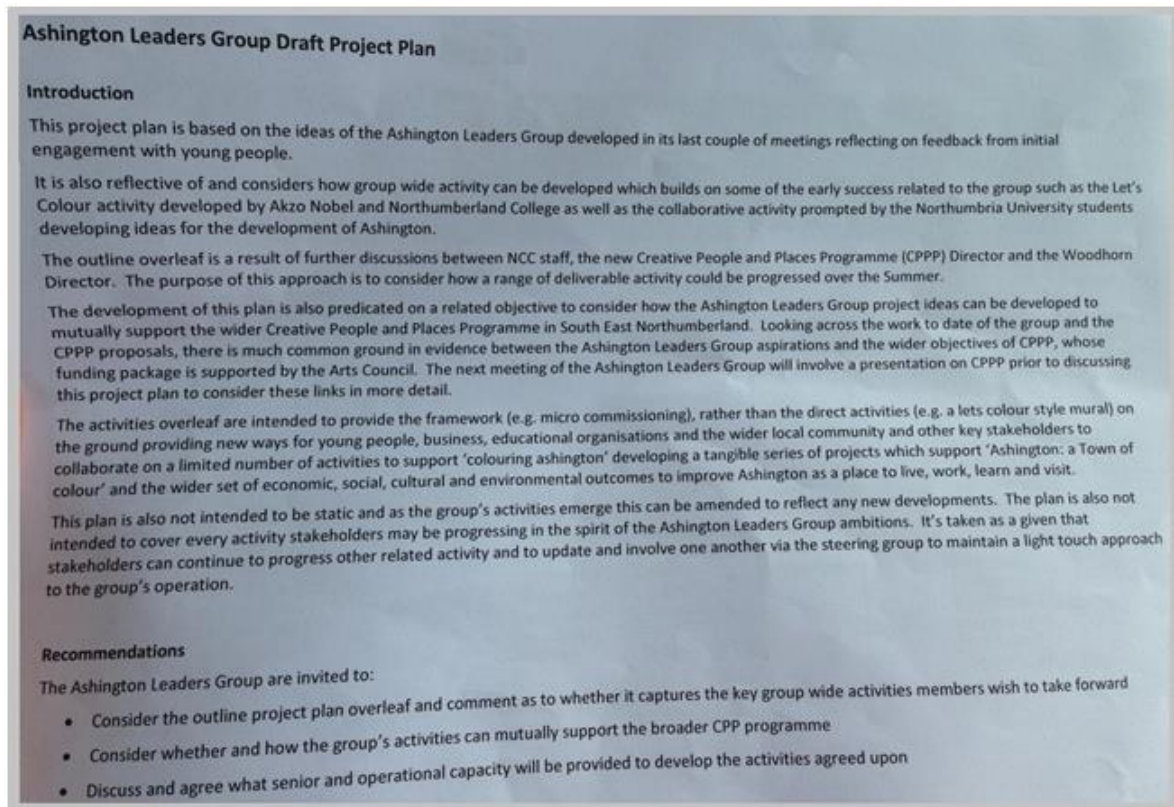 Ashington Leaders Group Draft Project Plan
Introduction
This project plan is based on the ideas of the Ashington Leaders Group developed in its last couple of meetings reflecting on feedback from initial
engagement with young people.
It is also reflective of and considers how group wide activity can be developed which builds on some of the early success related to the group such as the Let's
Colour activity developed by Akzo Nobel and Northumberland College as well as the collaborative activity prompted by the Northumbria University students
developing ideas for the development of Ashington.
The outline overleaf is a result of further discussions between NCC staff, the new Creative People and Places Programme (CPPP) Director and the Woodhorn
Director. The purpose of this approach is to consider how a range of deliverable activity could be progressed over the Summer.
The development of this plan is also predicated on a related objective to consider how the Ashington Leaders Group project ideas can be developed to
mutually support the wider Creative People and Places Programme in South East Northumberland. Looking across the work to date of the group and the
CPPP proposals, there is much common ground in evidence between the Ashington Leaders Group aspirations and the wider objectives of CPPP, whose
funding package is supported by the Arts Council. The next meeting of the Ashington Leaders Group will involve a presentation on CPPP prior to discussing
this project plan to consider these links in more detail.
The activities overleaf are intended to provide the framework (e.g. micro commissioning), rather than the direct activities (e.g. a lets colour style mural) on
the ground providing new ways for young people, business, educational organisations and the wider local community and other key stakeholders to
collaborate on a limited number of activities to support 'colouring ashington' developing a tangible series of projects which support 'Ashington: a Town of
colour' and the wider set of economic, social, cultural and environmental outcomes to improve Ashington as a place to live, work, learn and visit.
This plan is also not intended to be static and as the group's activities emerge this can be amended to reflect any new developments. The plan is also not
intended to cover every activity stakeholders may be progressing in the spirit of the Ashington Leaders Group ambitions. It's taken as a given that
stakeholders can continue to progress other related activity and to update and involve one another via the steering group to maintain a light touch approach
to the group's operation.
Recommendations
The Ashington Leaders Group are invited to:
• Consider the outline project plan overleaf and comment as to whether it captures the key group wide activities members wish to take forward
• Consider whether and how the group's activities can mutually support the broader CPP programme
• Discuss and agree what senior and operational capacity will be provided to develop the activities agreed upon